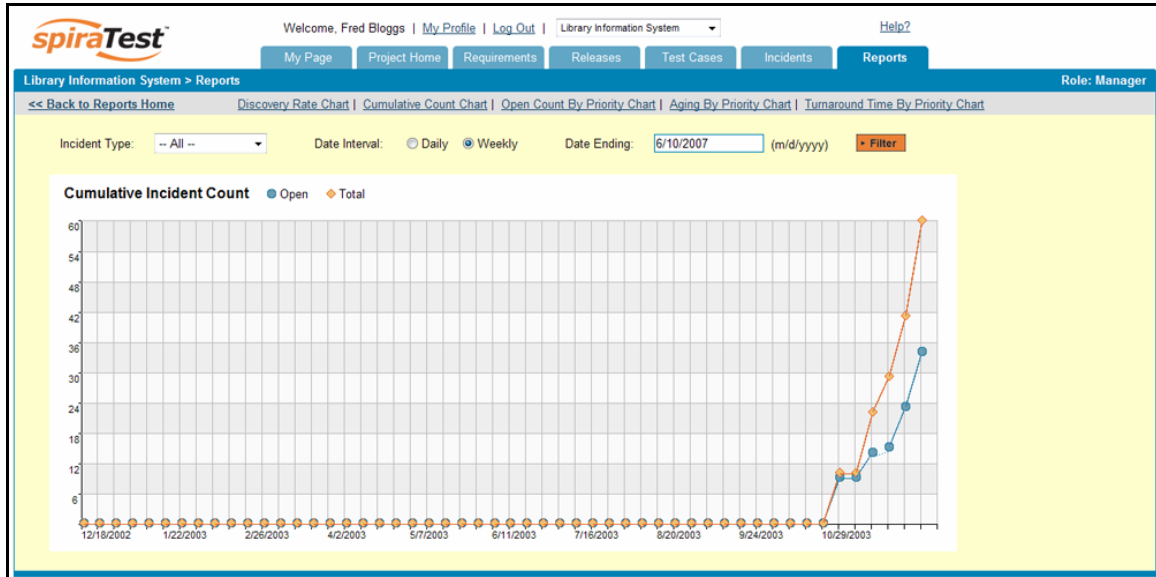 spiraTest™
Welcome, Fred Bloggs | My Profile | Log Out | Library Information System Help?
My Page Project Home Requirements Releases Test Cases Incidents Reports
Library Information System > Reports Role: Manager
<< Back to Reports Home Discovery Rate Chart | Cumulative Count Chart | Open Count By Priority Chart | Aging By Priority Chart | Turnaround Time By Priority Chart
Incident Type: -- All -- Date Interval: Daily Weekly Date Ending: 6/10/2007 (m/d/yyyy) Filter
Cumulative Incident Count Open Total
60
54
48
42
36
30
24
18
12
6
12/18/2002 1/22/2003 2/26/2003 4/2/2003 5/7/2003 6/11/2003 7/16/2003 8/20/2003 9/24/2003 10/29/2003